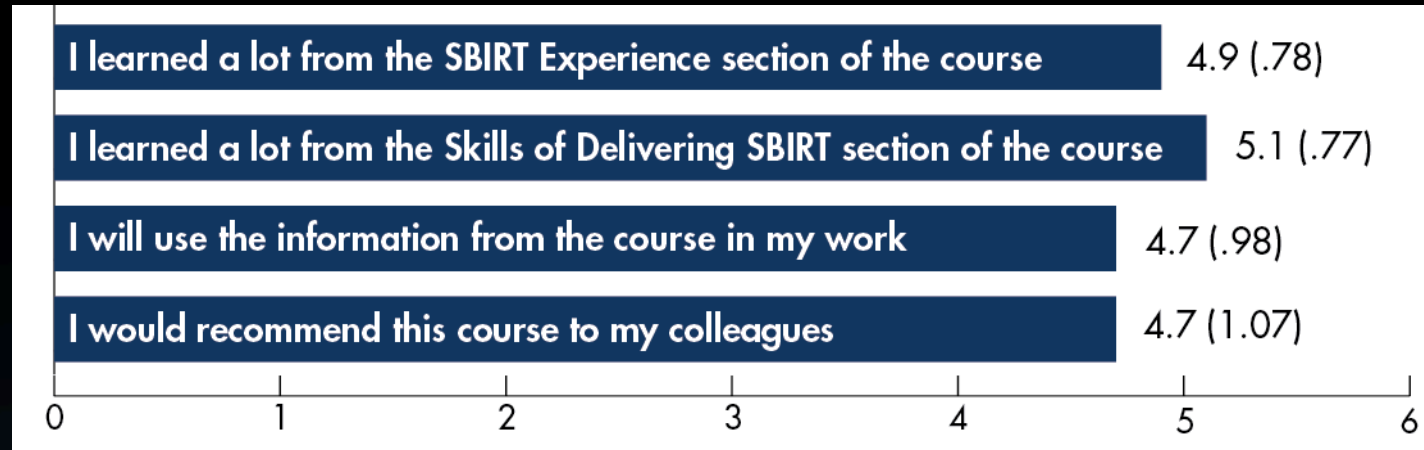 I learned a lot from the SBIRT Experience section of the course 4.9 (.78)
I learned a lot from the Skills of Delivering SBIRT section of the course 5.1 (.77)
I will use the information from the course in my work 4.7 (.98)
I would recommend this course to my colleagues 4.7 (1.07)
0 1 2 3 4 5 6